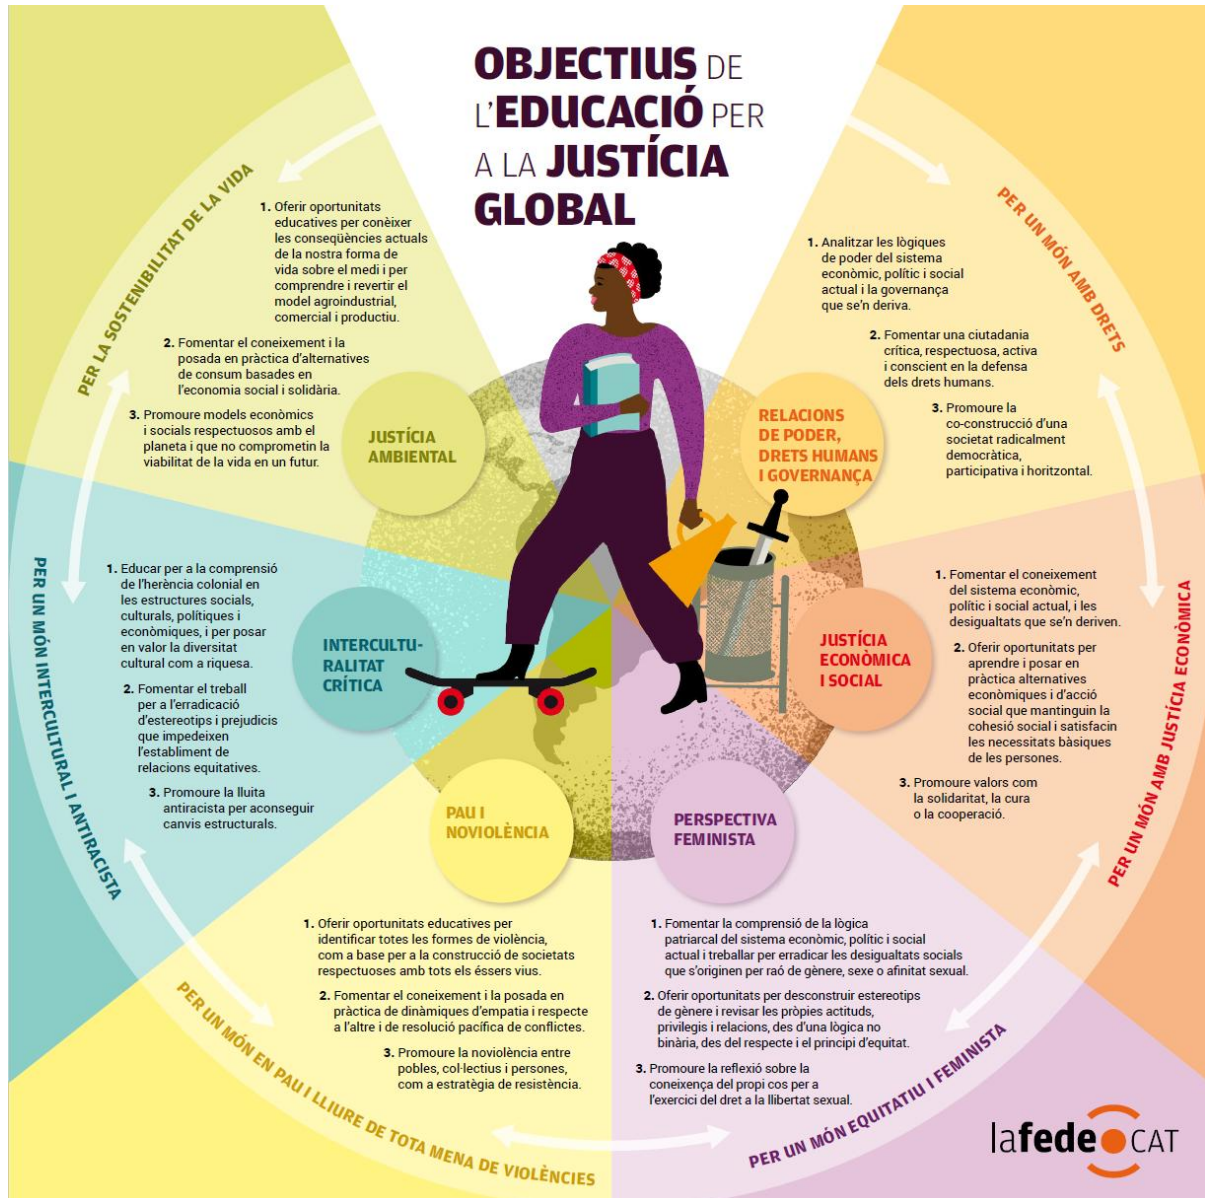 OBJECTIUS DE
L'EDUCACIÓ PER
A LA JUSTÍCIA
GLOBAL
PER UN MÓN AMB DRETS
RELACIONS
DE PODER,
DRETS HUMANS
I GOVERNANÇA
1. Analitzar les lògiques
de poder del sistema
econòmic, polític i social
actual i la governança
que se'n deriva.
2. Fomentar una ciutadania
crítica, respectuosa, activa
i conscient en la defensa
dels drets humans.
3. Promoure la
co-construcció d'una
societat radicalment
democràtica,
participativa i horitzontal.
PER UN MÓN AMB JUSTÍCIA ECONÒMICA
JUSTÍCIA
ECONÒMICA
I SOCIAL
1. Fomentar el coneixement
del sistema econòmic,
polític i social actual, i les
desigualtats que se'n deriven.
2. Oferir oportunitats per
aprendre i posar en
pràctica alternatives
econòmiques i d'acció
social que mantinguin la
cohesió social i satisfacin
les necessitats bàsiques
de les persones.
3. Promoure valors com
la solidaritat, la cura
o la cooperació.
PER UN MÓN EQUITATIU I FEMINISTA
PERSPECTIVA
FEMINISTA
1. Fomentar la comprensió de la lògica
patriarcal del sistema econòmic, polític i social
actual i treballar per erradicar les desigualtats socials
que s'originen per raó de gènere, sexe o afinitat sexual.
2. Oferir oportunitats per desconstruir estereotips
de gènere i revisar les pròpies actituds,
privilegis i relacions, des d'una lògica no
binària, des del respecte i el principi d'equitat.
3. Promoure la reflexió sobre la
coneixença del propi cos per a
l'exercici del dret a la llibertat sexual.
PER UN MÓN EN PAU I LLIURE DE TOTA MENA DE VIOLÈNCIES
PAU I
NOVIOLÈNCIA
1. Oferir oportunitats educatives per
identificar totes les formes de violència,
com a base per a la construcció de societats
respectuoses amb tots els éssers vius.
2. Fomentar el coneixement i la posada en
pràctica de dinàmiques d'empatia i respecte
a l'altre i de resolució pacífica de conflictes.
3. Promoure la noviolència entre
pobles, col·lectius i persones,
com a estratègia de resistència.
PER UN MÓN INTERCULTURAL I ANTIRACISTA
INTERCULTU-
RALITAT
CRÍTICA
1. Educar per a la comprensió
de l'herència colonial en
les estructures socials,
culturals, polítiques i
econòmiques, i per posar
en valor la diversitat
cultural com a riquesa.
2. Fomentar el treball
per a l'erradicació
d'estereotips i prejudicis
que impedeixen
l'establiment de
relacions equitatives.
3. Promoure la lluita
antiracista per aconseguir
canvis estructurals.
PER LA SOSTENIBILITAT DE LA VIDA
JUSTÍCIA
AMBIENTAL
1. Oferir oportunitats
educatives per conèixer
les conseqüències actuals
de la nostra forma de
vida sobre el medi i per
comprendre i revertir el
model agroindustrial,
comercial i productiu.
2. Fomentar el coneixement i la
posada en pràctica d'alternatives
de consum basades en
l'economia social i solidària.
3. Promoure models econòmics
i socials respectuosos amb el
planeta i que no comprometin la
viabilitat de la vida en un futur.
lafede CAT